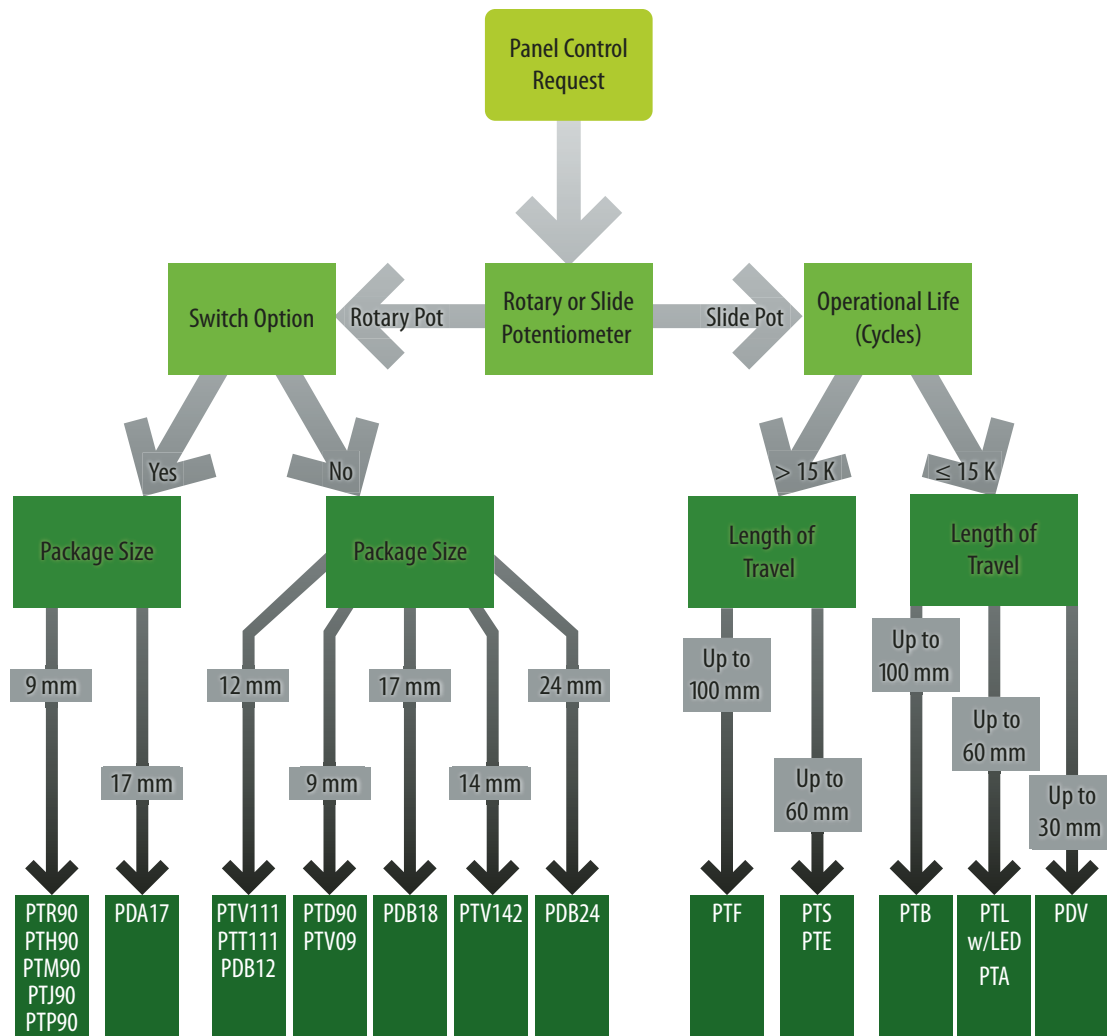 Panel Control
Request
Switch Option
Rotary Pot
Rotary or Slide
Potentiometer
Slide Pot
Operational Life
(Cycles)
Yes
No
> 15 K
≤ 15 K
Package Size
Package Size
Length of
Travel
Length of
Travel
9 mm
17 mm
12 mm
9 mm
17 mm
14 mm
24 mm
Up to
100 mm
Up to
60 mm
Up to
100 mm
Up to
60 mm
Up to
30 mm
PTR90
PTH90
PTM90
PTJ90
PTP90
PDA17
PTV111
PTT111
PDB12
PTD90
PTV09
PDB18
PTV142
PDB24
PTF
PTS
PTE
PTB
PTL
w/LED
PTA
PDV